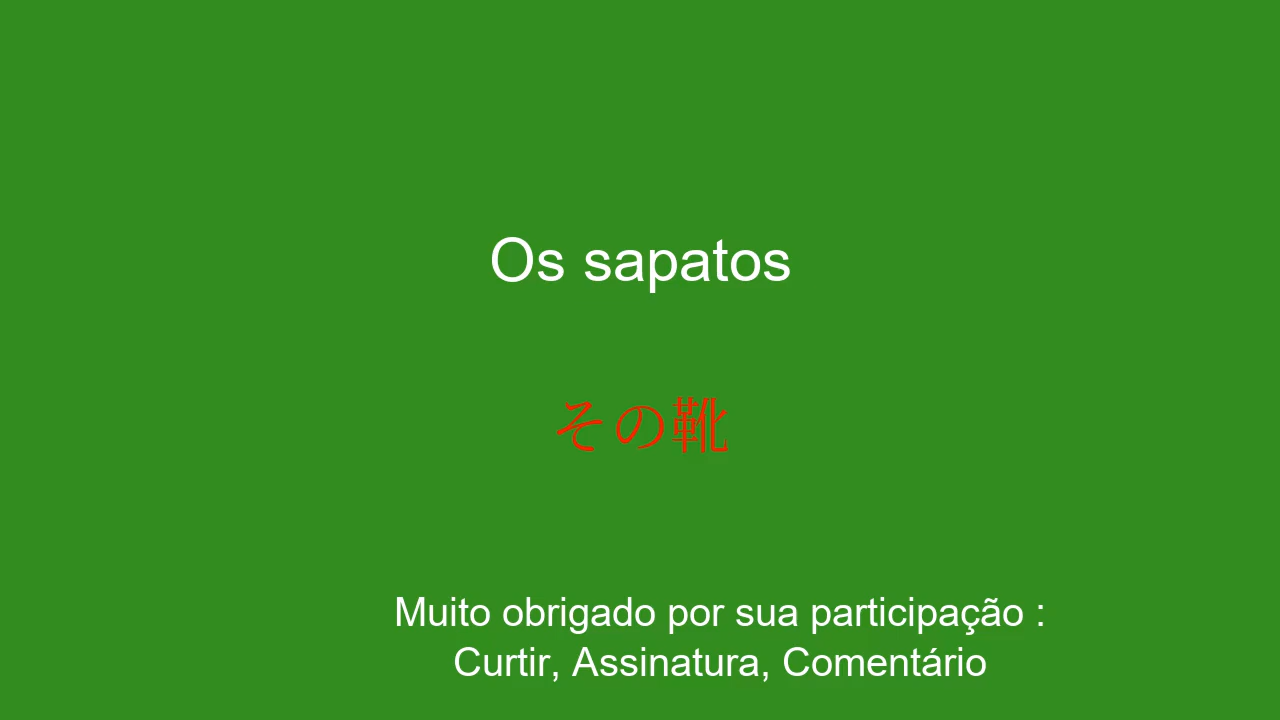 Os sapatos
その靴
Muito obrigado por sua participação :
Curtir, Assinatura, Comentário